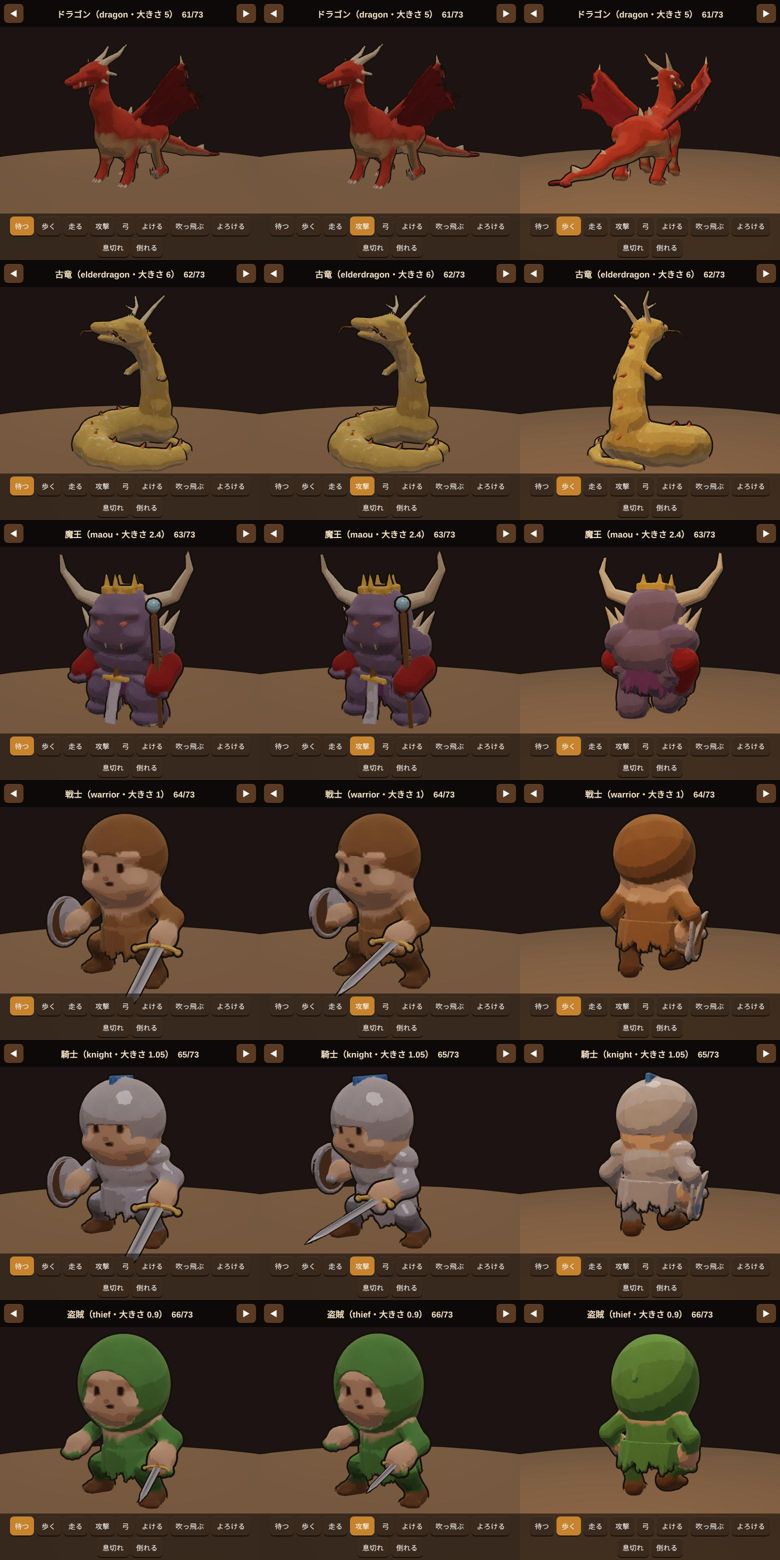 ◀ ドラゴン（dragon・大きさ 5） 61/73 ▶
待つ 歩く 走る 攻撃 弓 よける 吹っ飛ぶ よろける
息切れ 倒れる
◀ ドラゴン（dragon・大きさ 5） 61/73 ▶
待つ 歩く 走る 攻撃 弓 よける 吹っ飛ぶ よろける
息切れ 倒れる
◀ ドラゴン（dragon・大きさ 5） 61/73 ▶
待つ 歩く 走る 攻撃 弓 よける 吹っ飛ぶ よろける
息切れ 倒れる
◀ 古竜（elderdragon・大きさ 6） 62/73 ▶
待つ 歩く 走る 攻撃 弓 よける 吹っ飛ぶ よろける
息切れ 倒れる
◀ 古竜（elderdragon・大きさ 6） 62/73 ▶
待つ 歩く 走る 攻撃 弓 よける 吹っ飛ぶ よろける
息切れ 倒れる
◀ 古竜（elderdragon・大きさ 6） 62/73 ▶
待つ 歩く 走る 攻撃 弓 よける 吹っ飛ぶ よろける
息切れ 倒れる
◀ 魔王（maou・大きさ 2.4） 63/73 ▶
待つ 歩く 走る 攻撃 弓 よける 吹っ飛ぶ よろける
息切れ 倒れる
◀ 魔王（maou・大きさ 2.4） 63/73 ▶
待つ 歩く 走る 攻撃 弓 よける 吹っ飛ぶ よろける
息切れ 倒れる
◀ 魔王（maou・大きさ 2.4） 63/73 ▶
待つ 歩く 走る 攻撃 弓 よける 吹っ飛ぶ よろける
息切れ 倒れる
◀ 戦士（warrior・大きさ 1） 64/73 ▶
待つ 歩く 走る 攻撃 弓 よける 吹っ飛ぶ よろける
息切れ 倒れる
◀ 戦士（warrior・大きさ 1） 64/73 ▶
待つ 歩く 走る 攻撃 弓 よける 吹っ飛ぶ よろける
息切れ 倒れる
◀ 戦士（warrior・大きさ 1） 64/73 ▶
待つ 歩く 走る 攻撃 弓 よける 吹っ飛ぶ よろける
息切れ 倒れる
◀ 騎士（knight・大きさ 1.05） 65/73 ▶
待つ 歩く 走る 攻撃 弓 よける 吹っ飛ぶ よろける
息切れ 倒れる
◀ 騎士（knight・大きさ 1.05） 65/73 ▶
待つ 歩く 走る 攻撃 弓 よける 吹っ飛ぶ よろける
息切れ 倒れる
◀ 騎士（knight・大きさ 1.05） 65/73 ▶
待つ 歩く 走る 攻撃 弓 よける 吹っ飛ぶ よろける
息切れ 倒れる
◀ 盗賊（thief・大きさ 0.9） 66/73 ▶
待つ 歩く 走る 攻撃 弓 よける 吹っ飛ぶ よろける
息切れ 倒れる
◀ 盗賊（thief・大きさ 0.9） 66/73 ▶
待つ 歩く 走る 攻撃 弓 よける 吹っ飛ぶ よろける
息切れ 倒れる
◀ 盗賊（thief・大きさ 0.9） 66/73 ▶
待つ 歩く 走る 攻撃 弓 よける 吹っ飛ぶ よろける
息切れ 倒れる